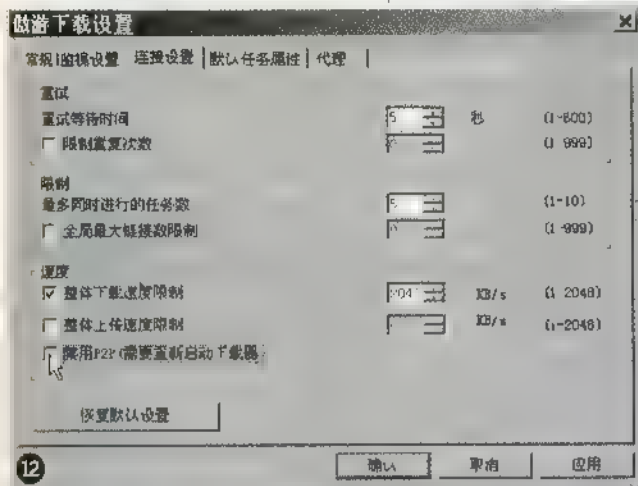 傲游下载设置
常规 监视设置 连接设置 默认任务属性 代理
重试
重试等待时间 5 秒 (1-600)
限制重复次数 (1 999)
限制
最多同时进行的任务数 5 (1-10)
全局最大链接数限制 (1-999)
速度
整体下载速度限制 KB/s (1 2048)
整体上传速度限制 KB/s (1-2048)
禁用P2P(需要重新启动下载器)
恢复默认设置
12 确认 取消 应用